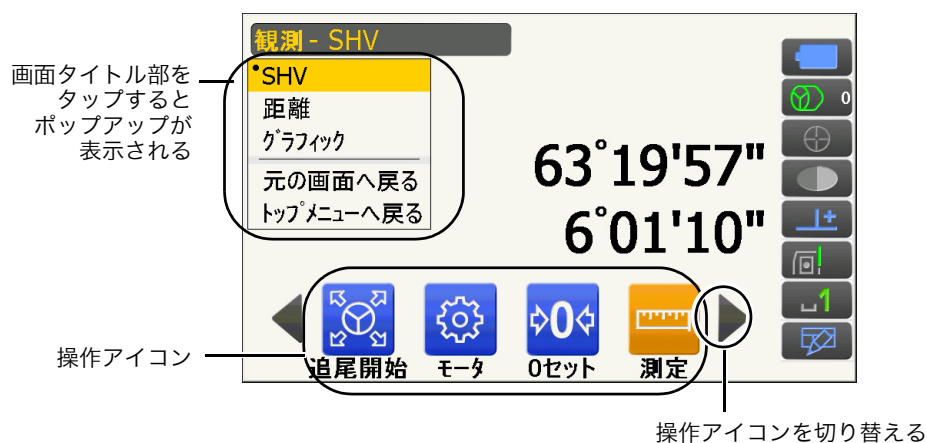 観測 - SHV
画面タイトル部を
タップすると
ポップアップが
表示される
•SHV
距離
グラフィック
元の画面へ戻る
トップメニューへ戻る
63°19'57"
6°01'10"
0
1
0
操作アイコン
追尾開始
モータ
0セット
測定
操作アイコンを切り替える